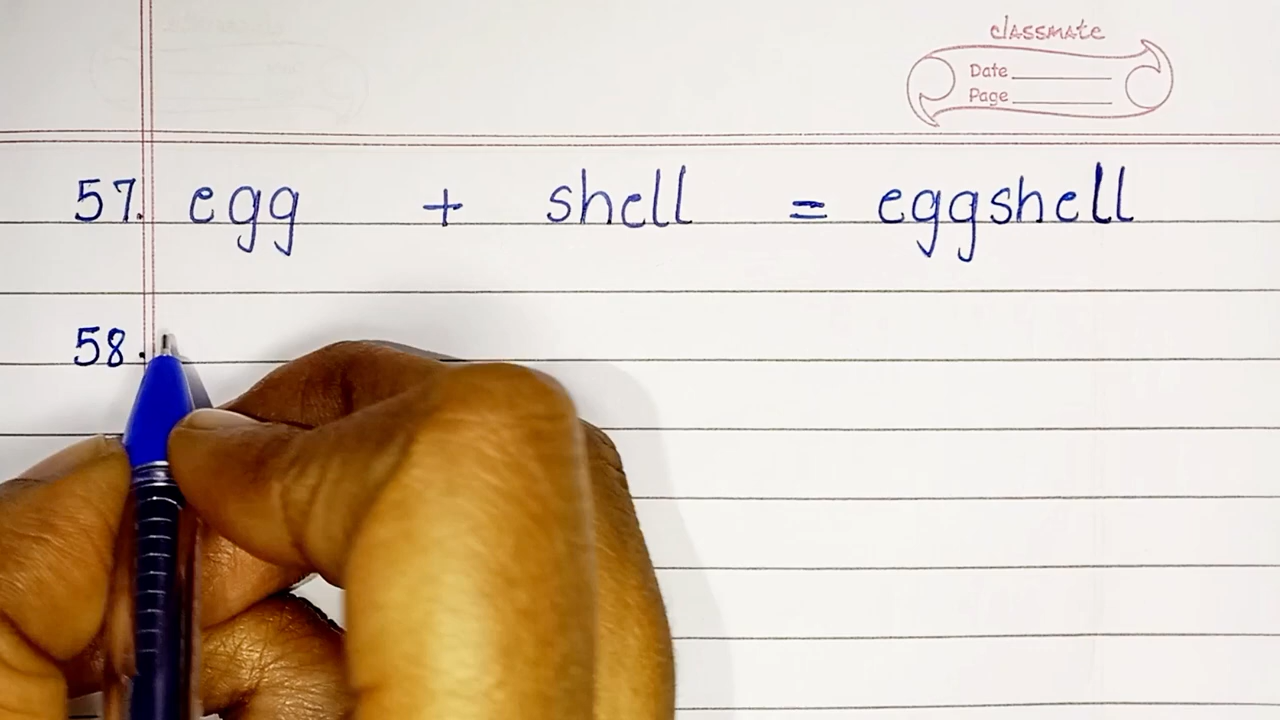 classmate
Date
Page
57. egg + shell = eggshell
58.